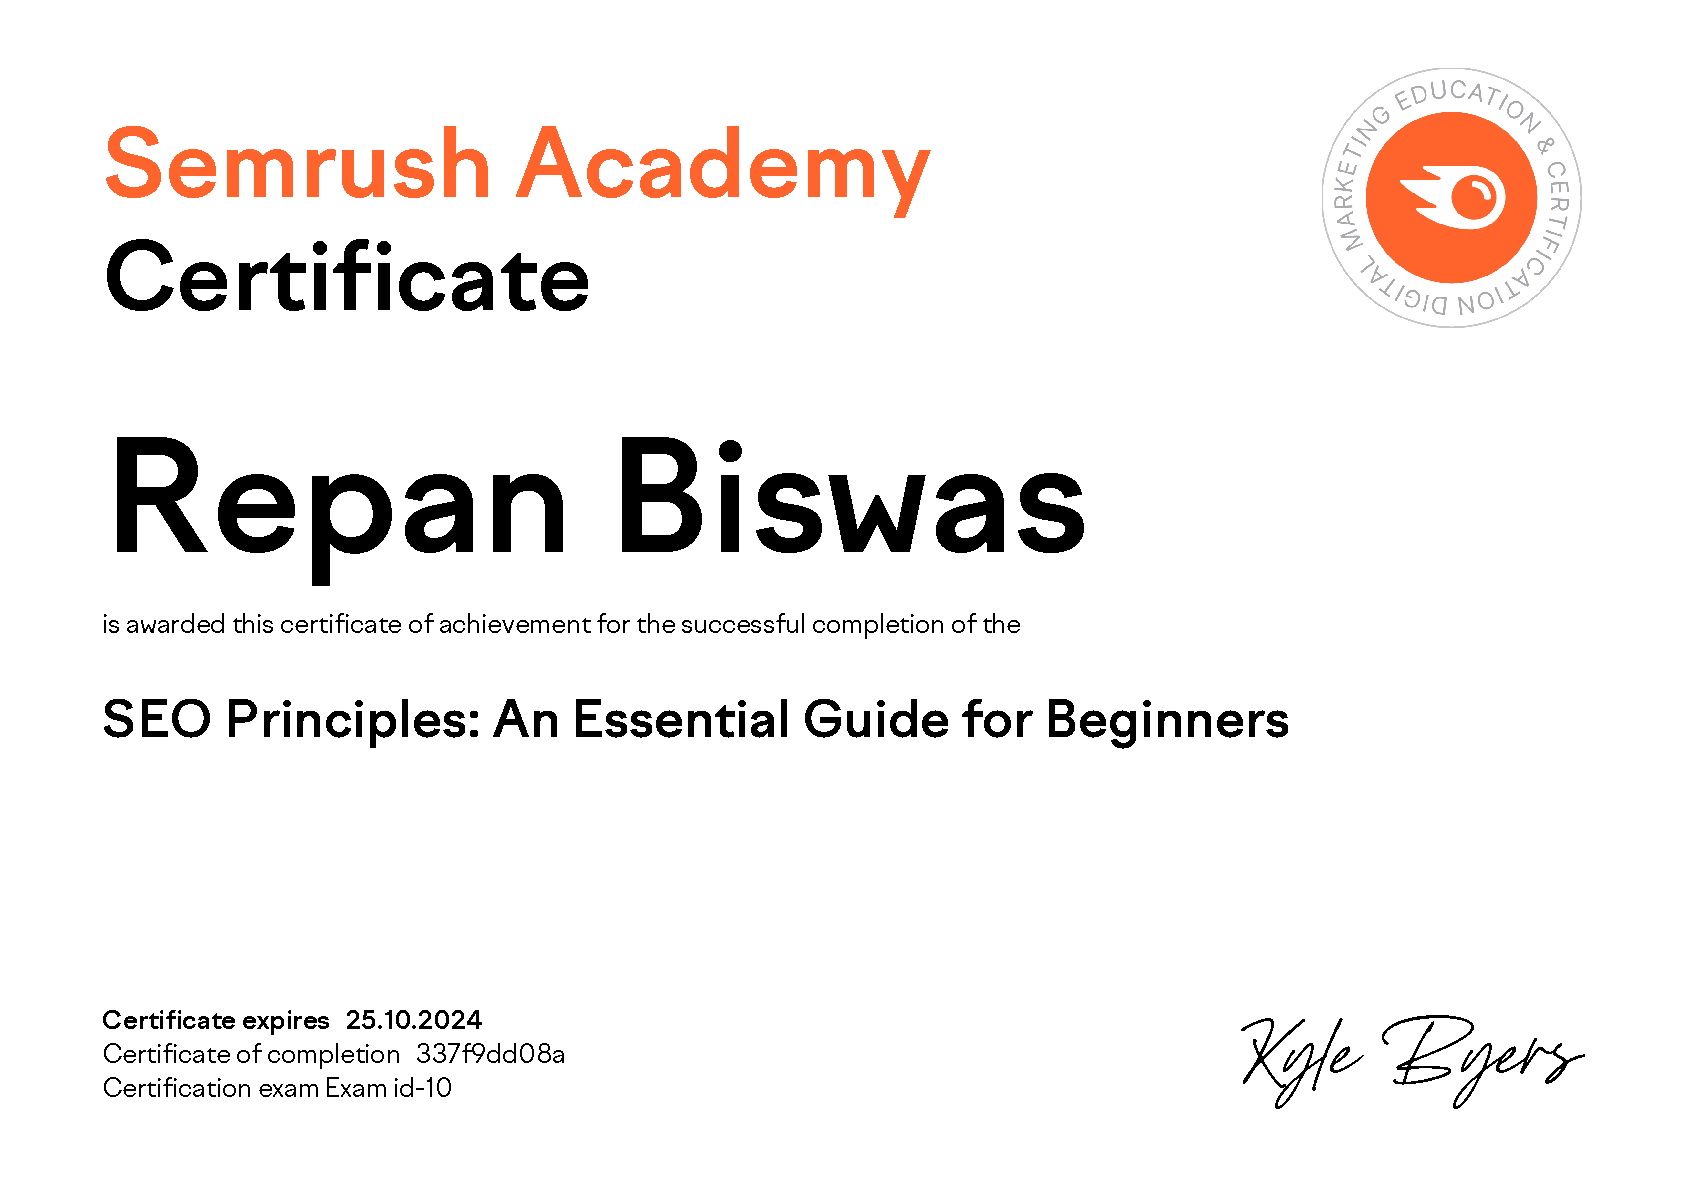 Semrush Academy
Certificate
DIGITAL MARKETING EDUCATION & CERTIFICATION
Repan Biswas
is awarded this certificate of achievement for the successful completion of the
SEO Principles: An Essential Guide for Beginners
Certificate expires 25.10.2024
Certificate of completion 337f9dd08a
Certification exam Exam id-10
Kyle Byers